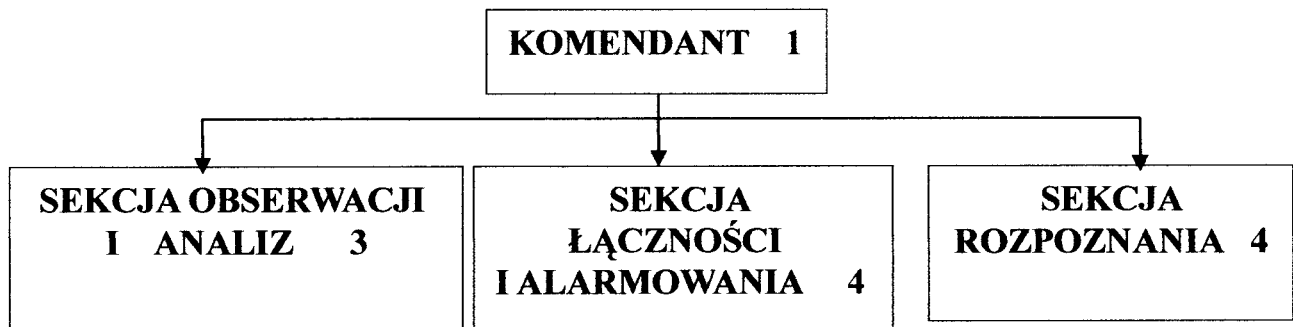 KOMENDANT 1
SEKCJA OBSERWACJI
I ANALIZ 3
SEKCJA
ŁĄCZNOŚCI
I ALARMOWANIA 4
SEKCJA
ROZPOZNANIA 4